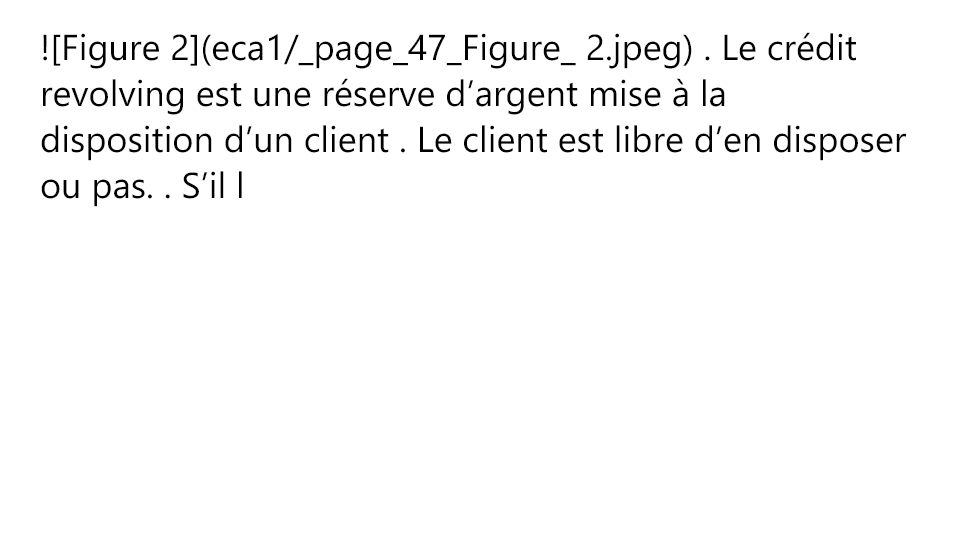 ![Figure 2](eca1/_page_47_Figure_ 2.jpeg) . Le crédit
revolving est une réserve d’argent mise à la
disposition d’un client . Le client est libre d’en disposer
ou pas. . S’il l